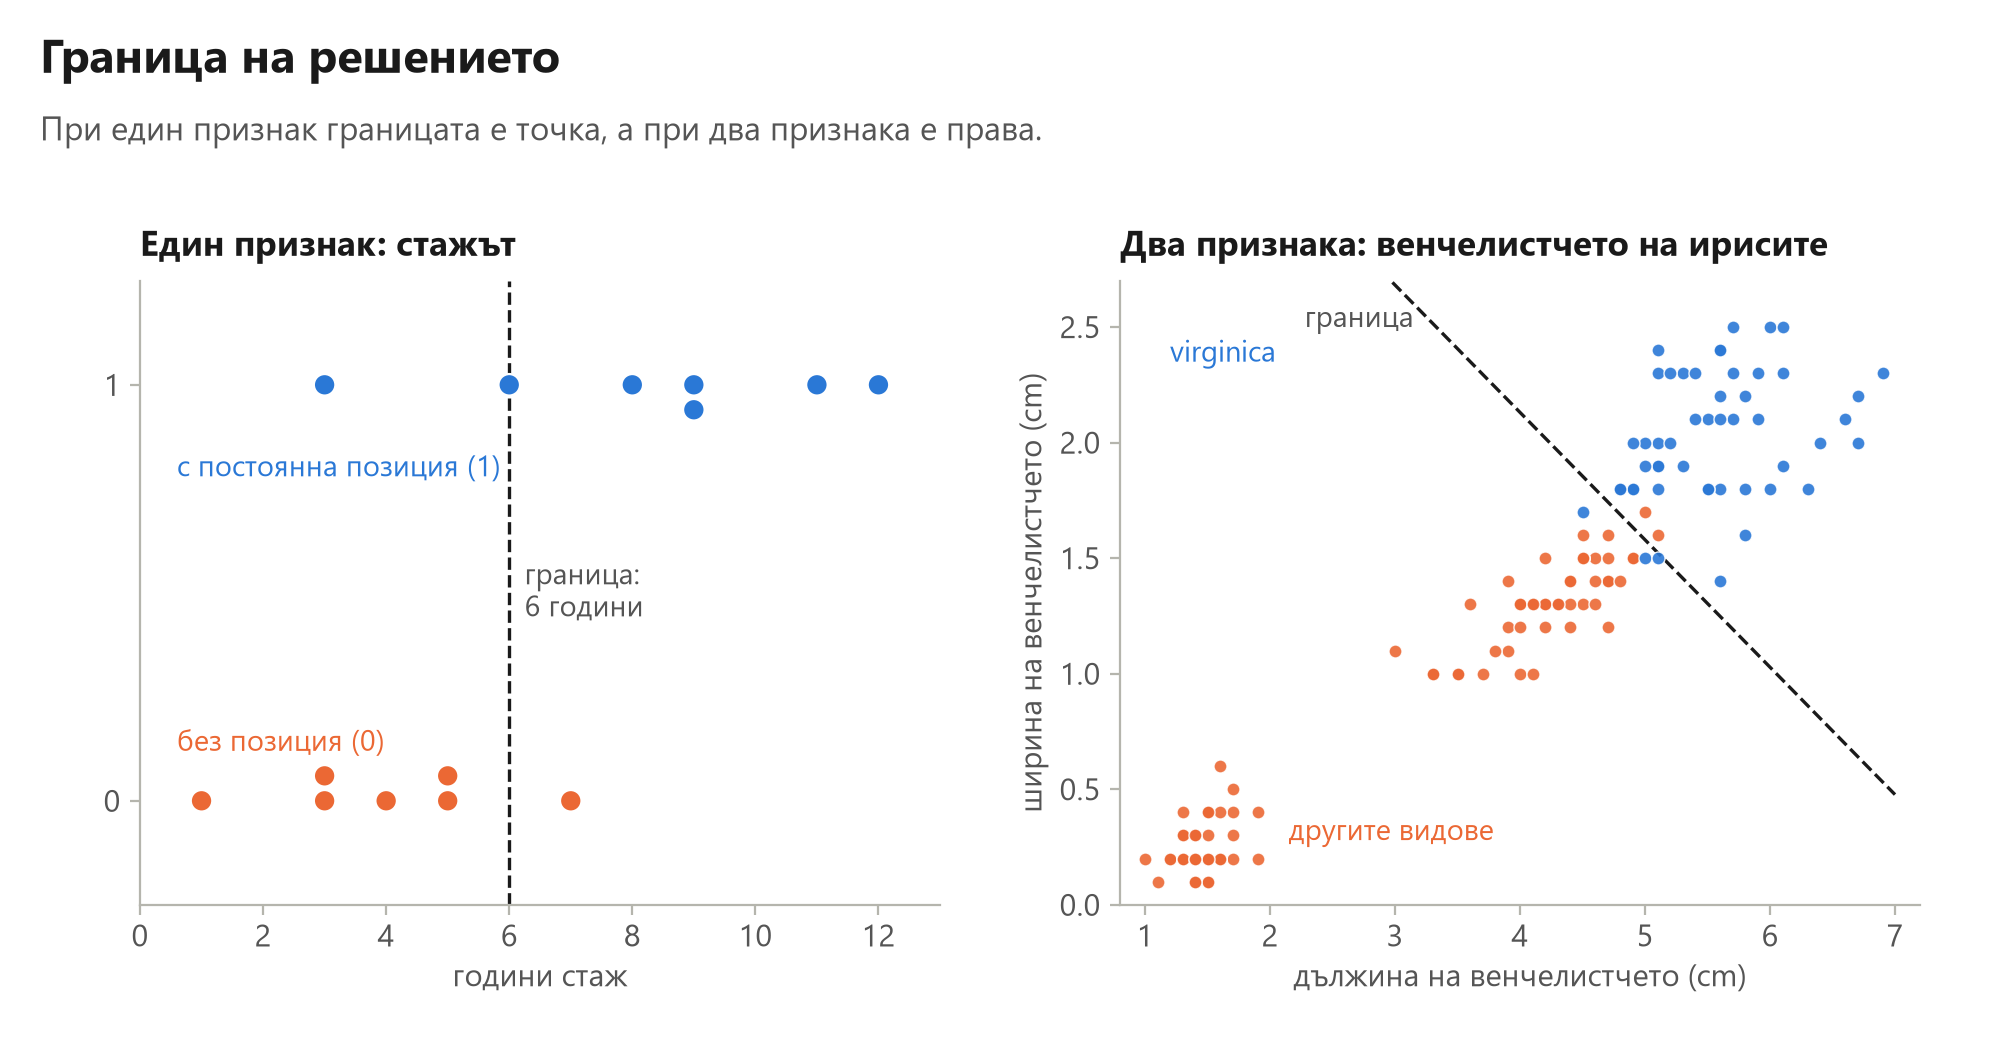 Граница на решението
При един признак границата е точка, а при два признака е права.
Един признак: стажът
1
с постоянна позиция (1)
граница:
6 години
без позиция (0)
0
0 2 4 6 8 10 12
години стаж
Два признака: венчелистчето на ирисите
граница
virginica
другите видове
ширина на венчелистчето (cm)
2.5
2.0
1.5
1.0
0.5
0.0
1 2 3 4 5 6 7
дължина на венчелистчето (cm)